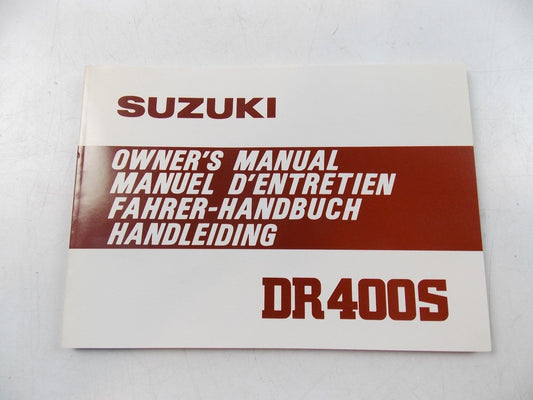 SUZUKI
OWNER'S MANUAL
MANUEL D'ENTRETIEN
FAHRER-HANDBUCH
HANDLEIDING
DR400S